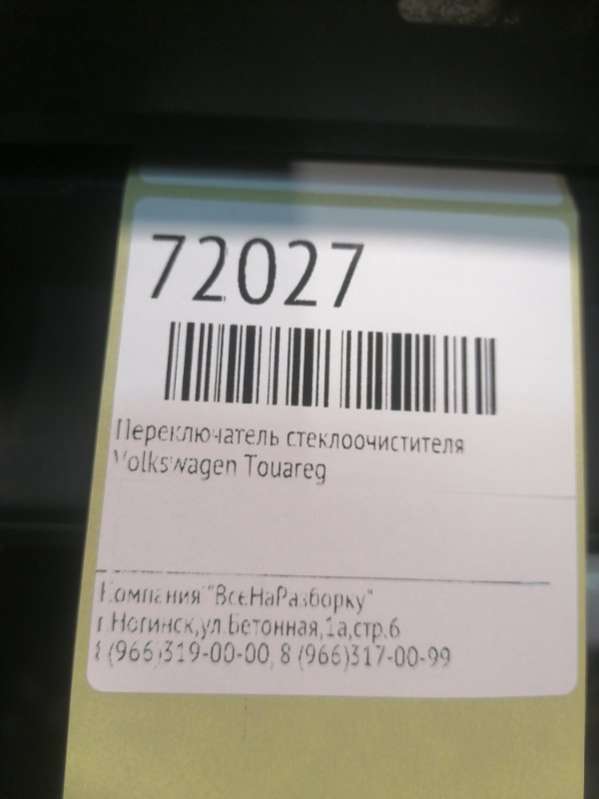 72027
Переключатель стеклоочистителя
Volkswagen Touareg
Компания "ВсеНаРазборку"
г.Ногинск,ул.Бетонная,1а,стр.6
8 (966)319-00-00, 8 (966)317-00-99